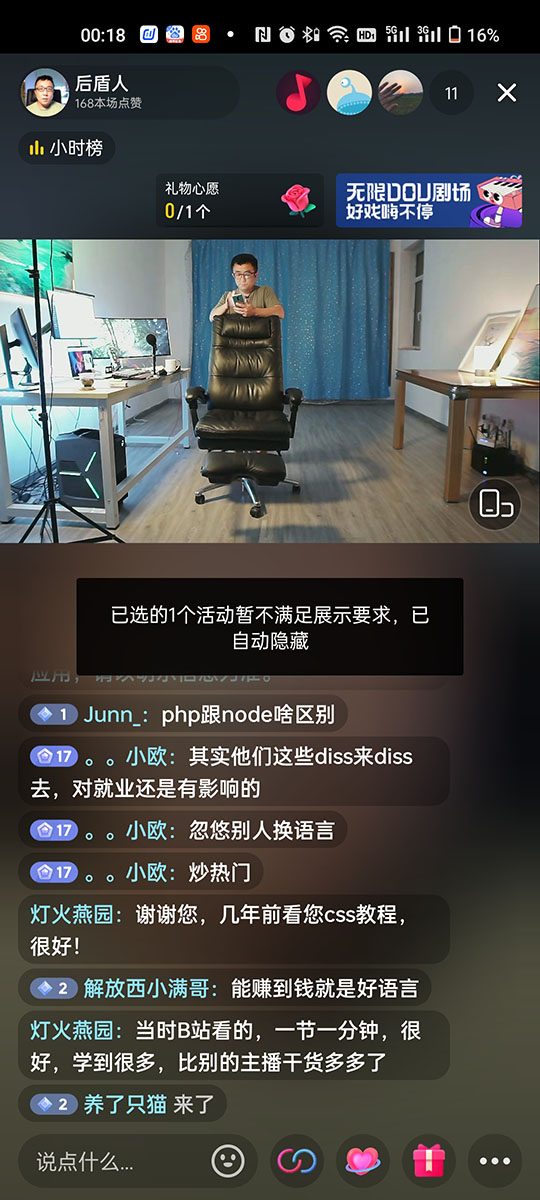 00:18
5G
3G
HD
16%
后盾人
168本场点赞
11
小时榜
礼物心愿
0/1个
无限DOU剧场
好戏嗨不停
已选的1个活动暂不满足展示要求，已
自动隐藏
1 Junn_：php跟node啥区别
17 。。小欧：其实他们这些diss来diss
去，对就业还是有影响的
17 。。小欧：忽悠别人换语言
17 。。小欧：炒热门
灯火燕园：谢谢您，几年前看您css教程，
很好！
2 解放西小满哥：能赚到钱就是好语言
灯火燕园：当时B站看的，一节一分钟，很
好，学到很多，比别的主播干货多多了
2 养了只猫 来了
说点什么...